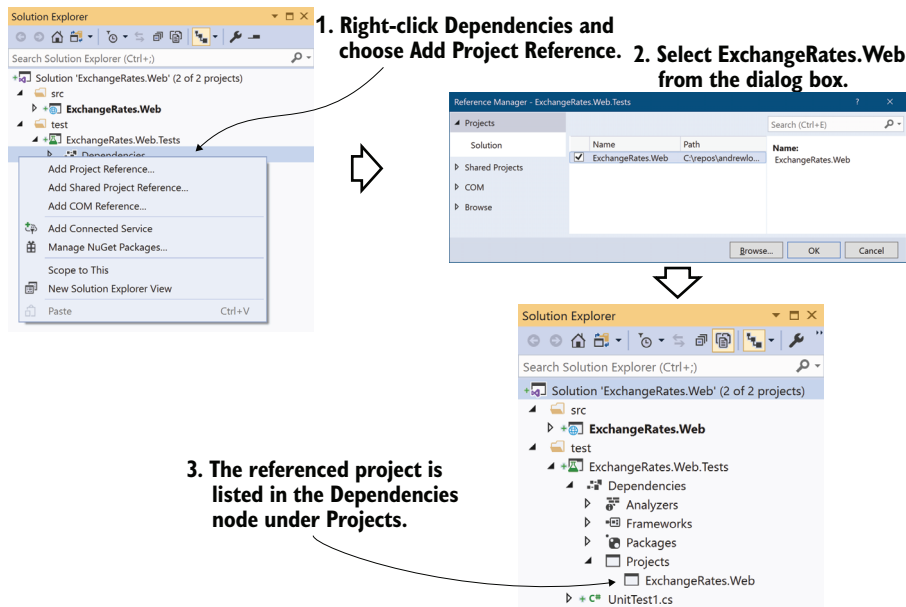 Solution Explorer
1. Right-click Dependencies and
choose Add Project Reference.
Search Solution Explorer (Ctrl+;)
Solution 'ExchangeRates.Web' (2 of 2 projects)
src
ExchangeRates.Web
test
ExchangeRates.Web.Tests
Dependencies
Add Project Reference...
Add Shared Project Reference...
Add COM Reference...
Add Connected Service
Manage NuGet Packages...
Scope to This
New Solution Explorer View
Paste Ctrl+V
2. Select ExchangeRates.Web
from the dialog box.
Reference Manager - ExchangeRates.Web.Tests ? ×
Projects
Search (Ctrl+E)
Solution
Name Path
Name:
ExchangeRates.Web C:\repos\andrewlo...
ExchangeRates.Web
Shared Projects
COM
Browse
Browse... OK Cancel
Solution Explorer
Search Solution Explorer (Ctrl+;)
Solution 'ExchangeRates.Web' (2 of 2 projects)
src
ExchangeRates.Web
test
ExchangeRates.Web.Tests
Dependencies
Analyzers
Frameworks
Packages
Projects
ExchangeRates.Web
C# UnitTest1.cs
3. The referenced project is
listed in the Dependencies
node under Projects.